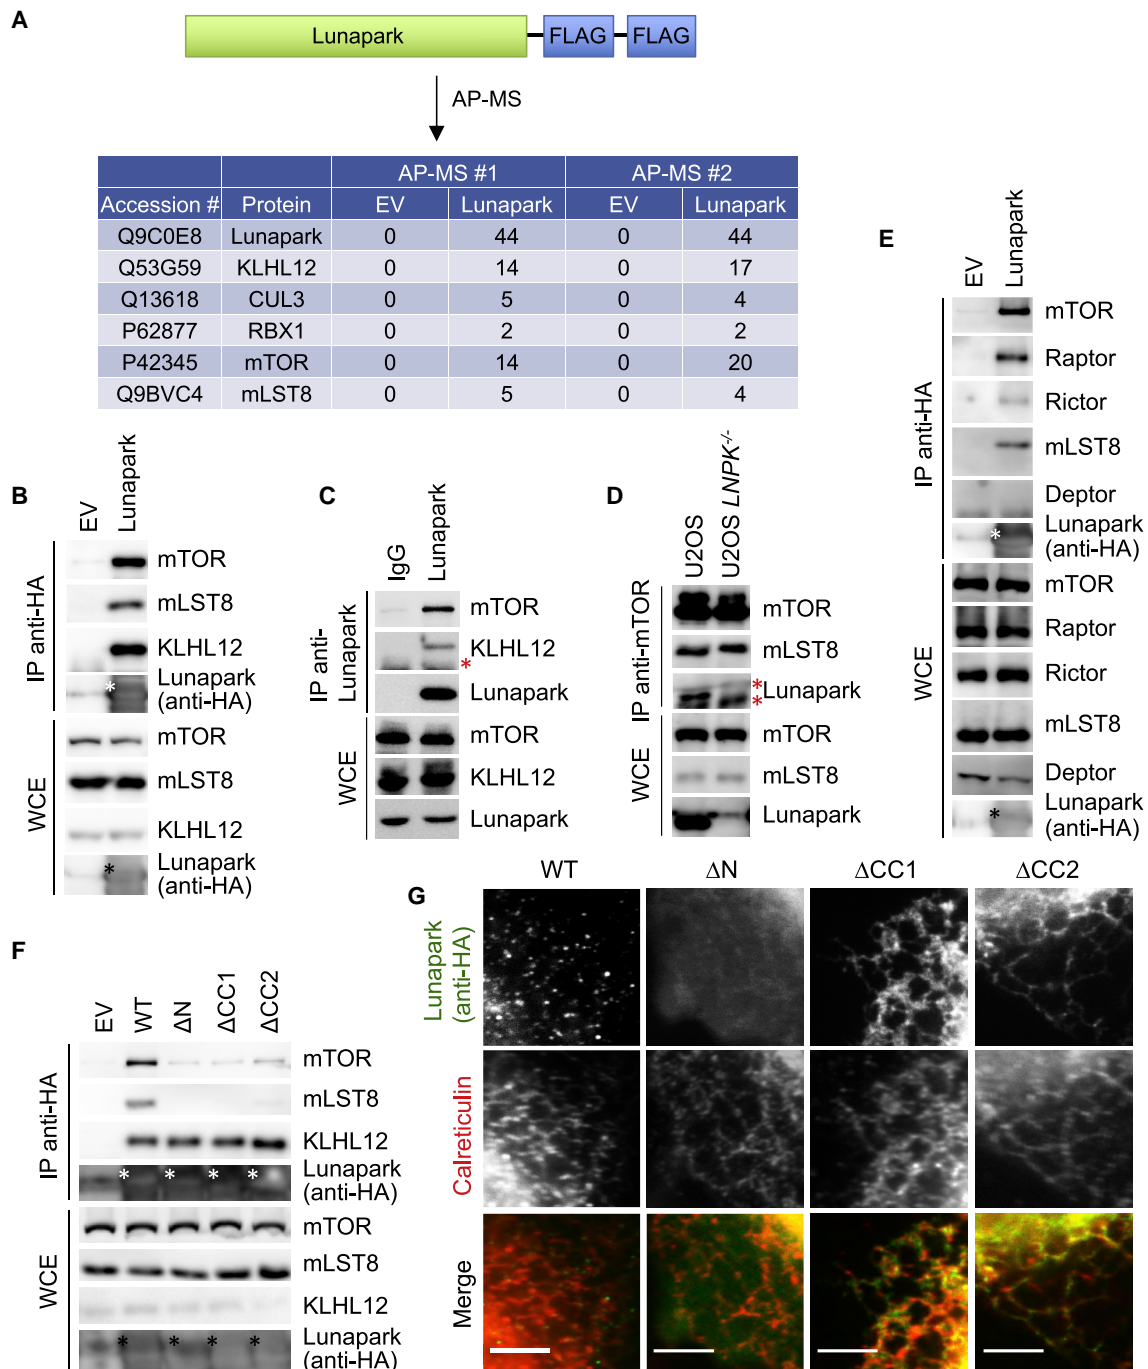 A
Lunapark FLAG FLAG
AP-MS
AP-MS #1 AP-MS #2
Accession # Protein EV Lunapark EV Lunapark
Q9C0E8 Lunapark 0 44 0 44
Q53G59 KLHL12 0 14 0 17
Q13618 CUL3 0 5 0 4
P62877 RBX1 0 2 0 2
P42345 mTOR 0 14 0 20
Q9BVC4 mLST8 0 5 0 4
B
EV Lunapark
IP anti-HA
mTOR
mLST8
KLHL12
* Lunapark
(anti-HA)
WCE
mTOR
mLST8
KLHL12
* Lunapark
(anti-HA)
C
IgG Lunapark
IP anti-
Lunapark
mTOR
KLHL12
*
Lunapark
WCE
mTOR
KLHL12
Lunapark
D
U2OS U2OS LNPK-/-
IP anti-mTOR
mTOR
mLST8
*
* Lunapark
WCE
mTOR
mLST8
Lunapark
E
EV Lunapark
IP anti-HA
mTOR
Raptor
Rictor
mLST8
Deptor
* Lunapark
(anti-HA)
WCE
mTOR
Raptor
Rictor
mLST8
Deptor
* Lunapark
(anti-HA)
F
EV WT ΔN ΔCC1 ΔCC2
IP anti-HA
mTOR
mLST8
KLHL12
* * * * Lunapark
(anti-HA)
WCE
mTOR
mLST8
KLHL12
* * * * Lunapark
(anti-HA)
G
WT ΔN ΔCC1 ΔCC2
Lunapark
(anti-HA)
Calreticulin
Merge